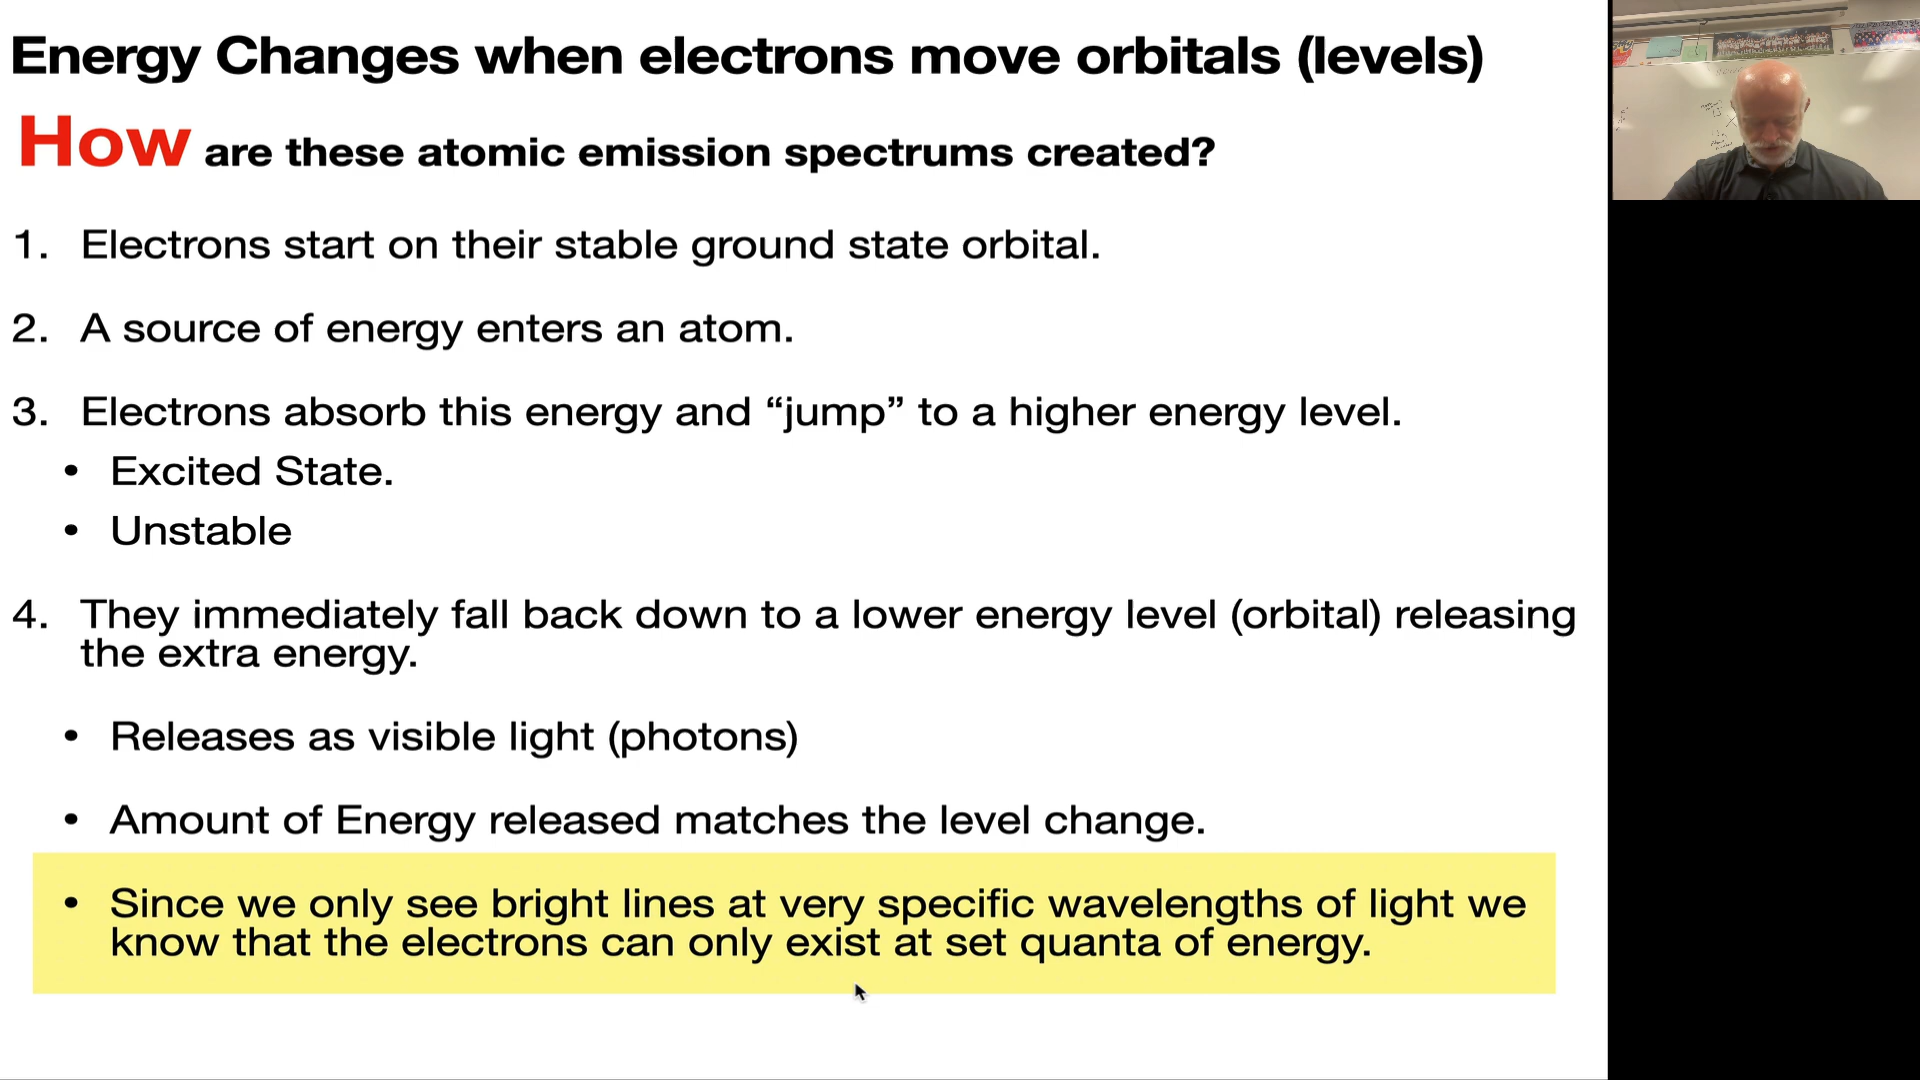 Energy Changes when electrons move orbitals (levels)
How are these atomic emission spectrums created?
1. Electrons start on their stable ground state orbital.
2. A source of energy enters an atom.
3. Electrons absorb this energy and “jump” to a higher energy level.
• Excited State.
• Unstable
4. They immediately fall back down to a lower energy level (orbital) releasing
the extra energy.
• Releases as visible light (photons)
• Amount of Energy released matches the level change.
• Since we only see bright lines at very specific wavelengths of light we
know that the electrons can only exist at set quanta of energy.